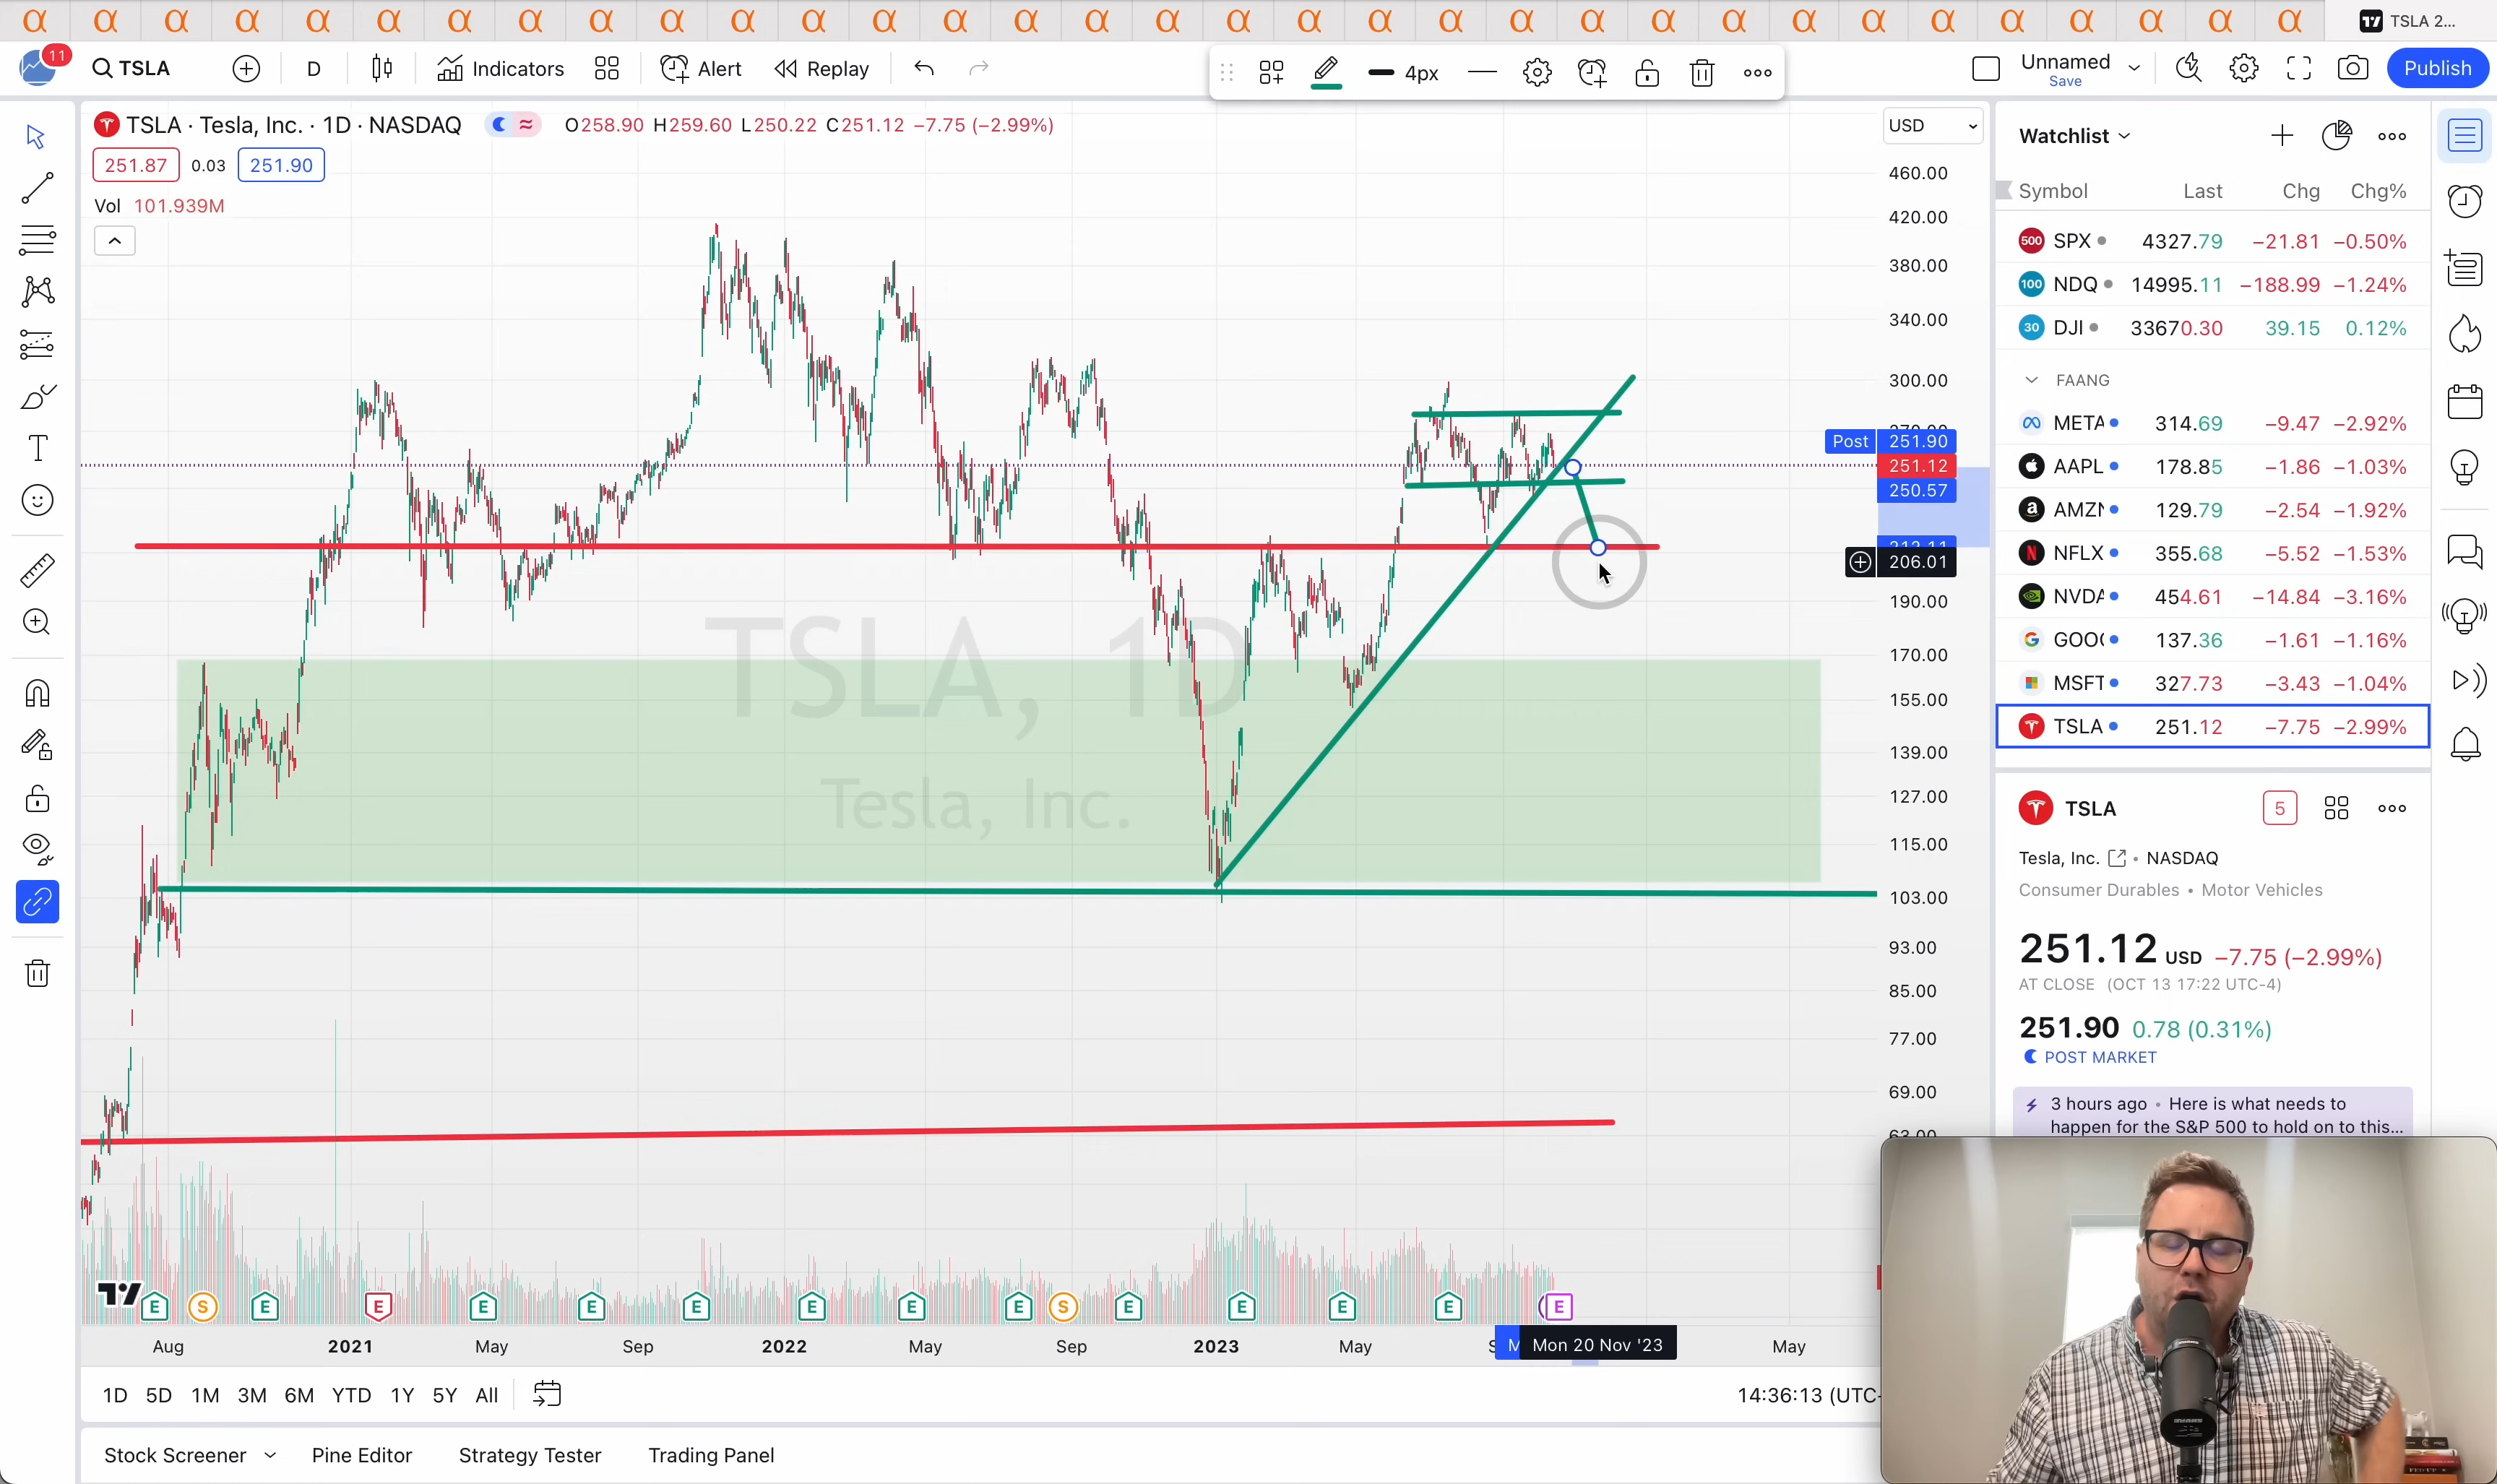 TSLA 2...
11
TSLA
D
Indicators
Alert
Replay
4px
Unnamed
Save
Publish
TSLA · Tesla, Inc. · 1D · NASDAQ
O258.90 H259.60 L250.22 C251.12 −7.75 (−2.99%)
251.87 0.03 251.90
Vol 101.939M
USD
460.00
420.00
380.00
340.00
300.00
Post 251.90
251.12
250.57
206.01
190.00
170.00
155.00
139.00
127.00
115.00
103.00
93.00
85.00
77.00
69.00
TSLA, 1D
Tesla, Inc.
E S E E E E E E E E S E E E E E
Aug 2021 May Sep 2022 May Sep 2023 May
Mon 20 Nov '23
May
1D 5D 1M 3M 6M YTD 1Y 5Y All
14:36:13 (UTC-
Stock Screener Pine Editor Strategy Tester Trading Panel
Watchlist
Symbol Last Chg Chg%
500 SPX 4327.79 −21.81 −0.50%
100 NDQ 14995.11 −188.99 −1.24%
30 DJI 33670.30 39.15 0.12%
FAANG
META 314.69 −9.47 −2.92%
AAPL 178.85 −1.86 −1.03%
AMZN 129.79 −2.54 −1.92%
NFLX 355.68 −5.52 −1.53%
NVDA 454.61 −14.84 −3.16%
GOOG 137.36 −1.61 −1.16%
MSFT 327.73 −3.43 −1.04%
TSLA 251.12 −7.75 −2.99%
TSLA
5
Tesla, Inc. • NASDAQ
Consumer Durables • Motor Vehicles
251.12 USD −7.75 (−2.99%)
AT CLOSE (OCT 13 17:22 UTC-4)
251.90 0.78 (0.31%)
POST MARKET
3 hours ago • Here is what needs to
happen for the S&P 500 to hold on to this...